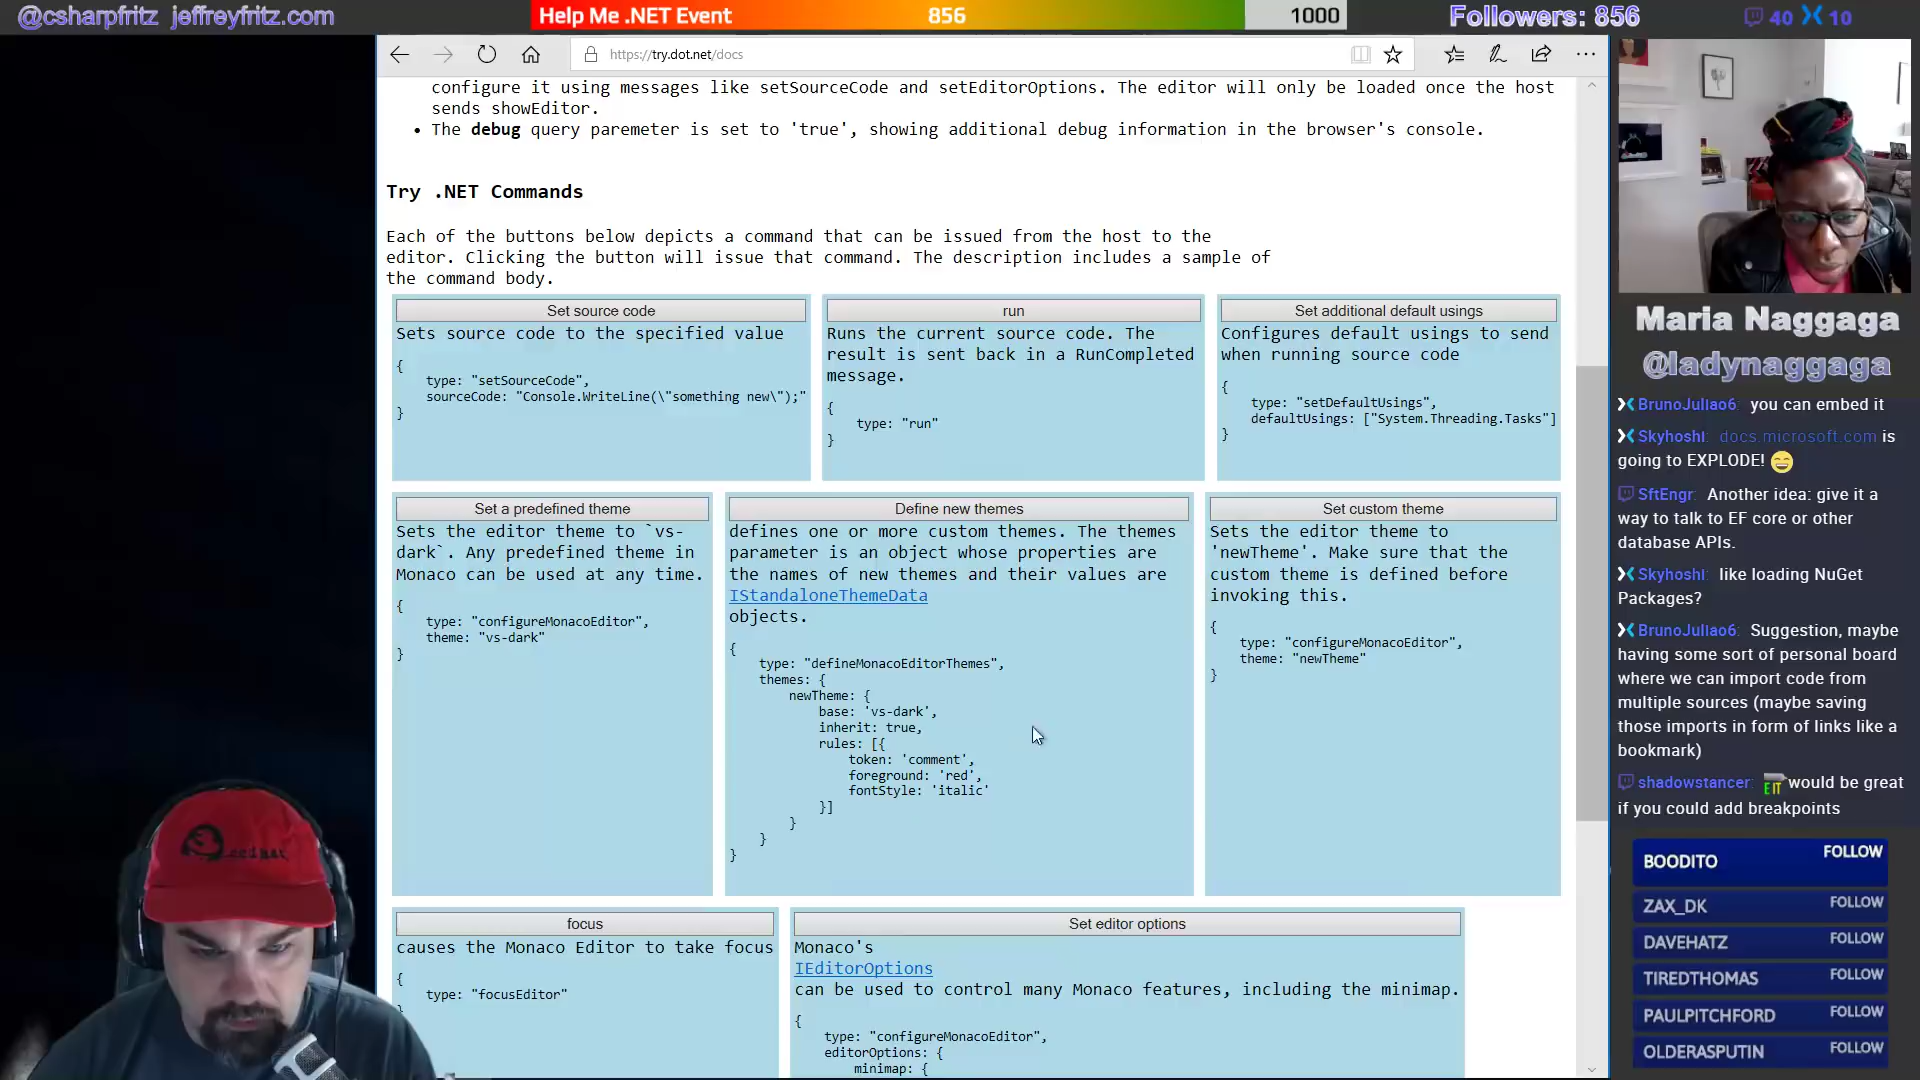 @csharpfritz jeffreyfritz.com
Help Me .NET Event
856
1000
Followers: 856
40
10
https://try.dot.net/docs
configure it using messages like setSourceCode and setEditorOptions. The editor will only be loaded once the host
sends showEditor.
• The debug query paremeter is set to 'true', showing additional debug information in the browser's console.
Try .NET Commands
Each of the buttons below depicts a command that can be issued from the host to the
editor. Clicking the button will issue that command. The description includes a sample of
the command body.
Set source code
Sets source code to the specified value
{
type: "setSourceCode",
sourceCode: "Console.WriteLine(\"something new\");"
}
run
Runs the current source code. The
result is sent back in a RunCompleted
message.
{
type: "run"
}
Set additional default usings
Configures default usings to send
when running source code
{
type: "setDefaultUsings",
defaultUsings: ["System.Threading.Tasks"]
}
Set a predefined theme
Sets the editor theme to `vs-
dark`. Any predefined theme in
Monaco can be used at any time.
{
type: "configureMonacoEditor",
theme: "vs-dark"
}
Define new themes
defines one or more custom themes. The themes
parameter is an object whose properties are
the names of new themes and their values are
IStandaloneThemeData
objects.
{
type: "defineMonacoEditorThemes",
themes: {
newTheme: {
base: 'vs-dark',
inherit: true,
rules: [{
token: 'comment',
foreground: 'red',
fontStyle: 'italic'
}]
}
}
}
Set custom theme
Sets the editor theme to
'newTheme'. Make sure that the
custom theme is defined before
invoking this.
{
type: "configureMonacoEditor",
theme: "newTheme"
}
focus
causes the Monaco Editor to take focus
{
type: "focusEditor"
}
Set editor options
Monaco's
IEditorOptions
can be used to control many Monaco features, including the minimap.
{
type: "configureMonacoEditor",
editorOptions: {
minimap: {
Maria Naggaga
@ladynaggaga
BrunoJuliao6: you can embed it
Skyhoshi: docs.microsoft.com is
going to EXPLODE!
SftEngr: Another idea: give it a
way to talk to EF core or other
database APIs.
Skyhoshi: like loading NuGet
Packages?
BrunoJuliao6: Suggestion, maybe
having some sort of personal board
where we can import code from
multiple sources (maybe saving
those imports in form of links like a
bookmark)
shadowstancer: would be great
if you could add breakpoints
BOODITO FOLLOW
ZAX_DK FOLLOW
DAVEHATZ FOLLOW
TIREDTHOMAS FOLLOW
PAULPITCHFORD FOLLOW
OLDERASPUTIN FOLLOW